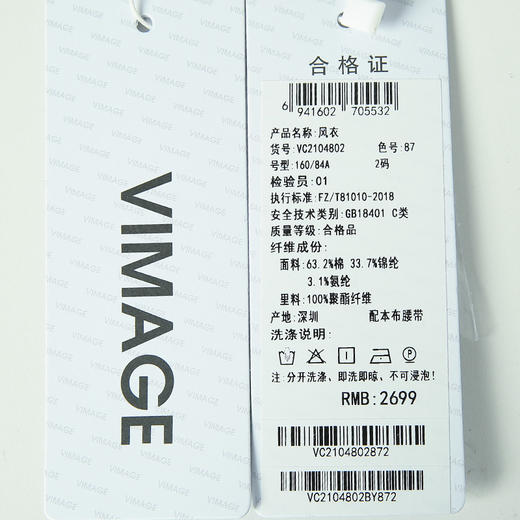 VIMAGE
合格证
6 941602 705532
产品名称:风衣
货号:VC2104802 色号:87
号型:160/84A 2码
检验员:01
执行标准:FZ/T81010-2018
安全技术类别:GB18401 C类
质量等级:合格品
纤维成份:
面料:63.2%棉 33.7%锦纶
3.1%氨纶
里料:100%聚酯纤维
产地:深圳 配本布腰带
洗涤说明:
注:分开洗涤、即洗即晾、不可浸泡!
RMB:2699
VC2104802872
VC2104802BY872